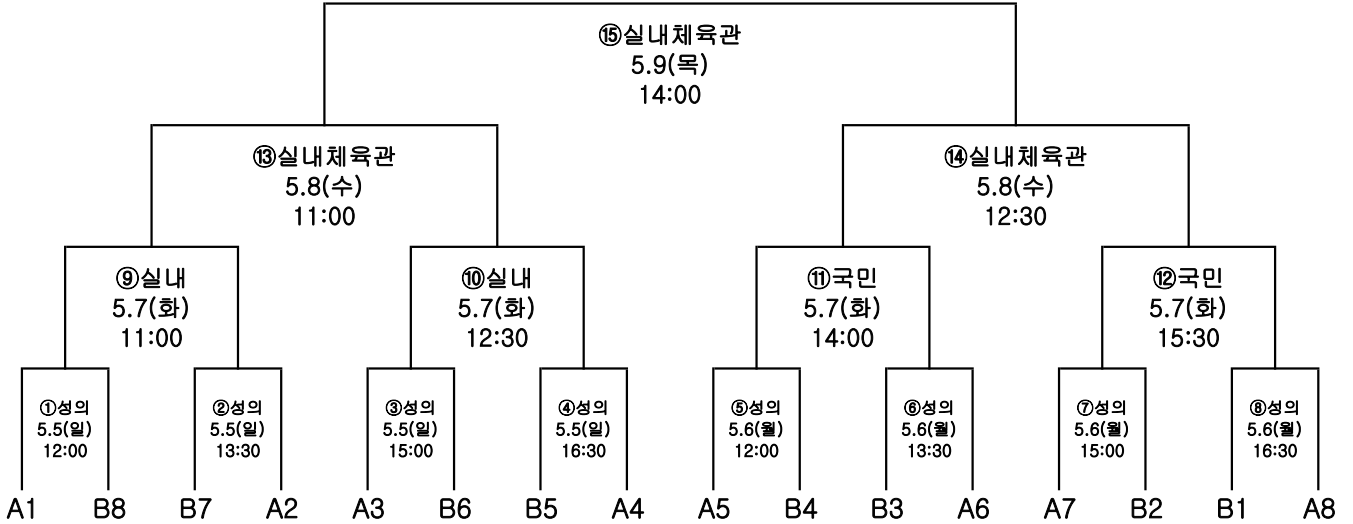 ⑮실내체육관
5.9(목)
14:00
⑬실내체육관
5.8(수)
11:00
⑭실내체육관
5.8(수)
12:30
⑨실내
5.7(화)
11:00
⑩실내
5.7(화)
12:30
⑪국민
5.7(화)
14:00
⑫국민
5.7(화)
15:30
①성의
5.5(일)
12:00
②성의
5.5(일)
13:30
③성의
5.5(일)
15:00
④성의
5.5(일)
16:30
⑤성의
5.6(월)
12:00
⑥성의
5.6(월)
13:30
⑦성의
5.6(월)
15:00
⑧성의
5.6(월)
16:30
A1 B8 B7 A2 A3 B6 B5 A4 A5 B4 B3 A6 A7 B2 B1 A8